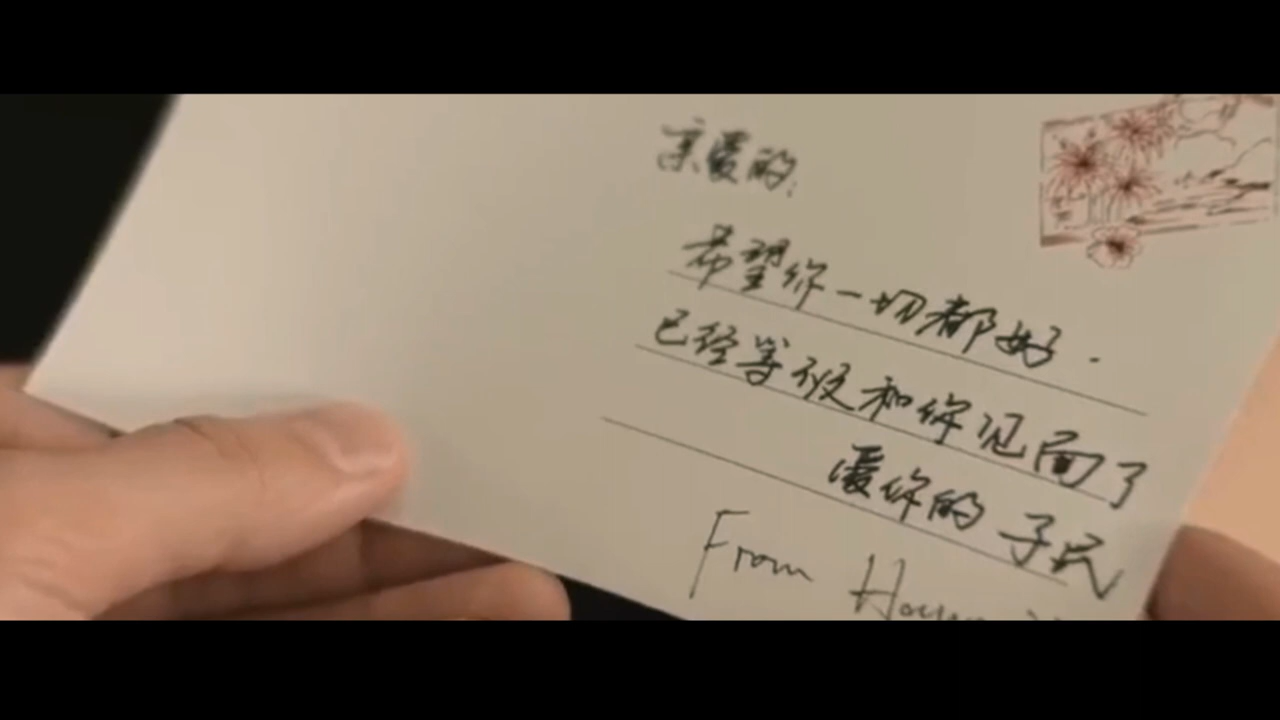 亲爱的:
希望你一切都好.
已经等候和你见面了
爱你的 子民
From